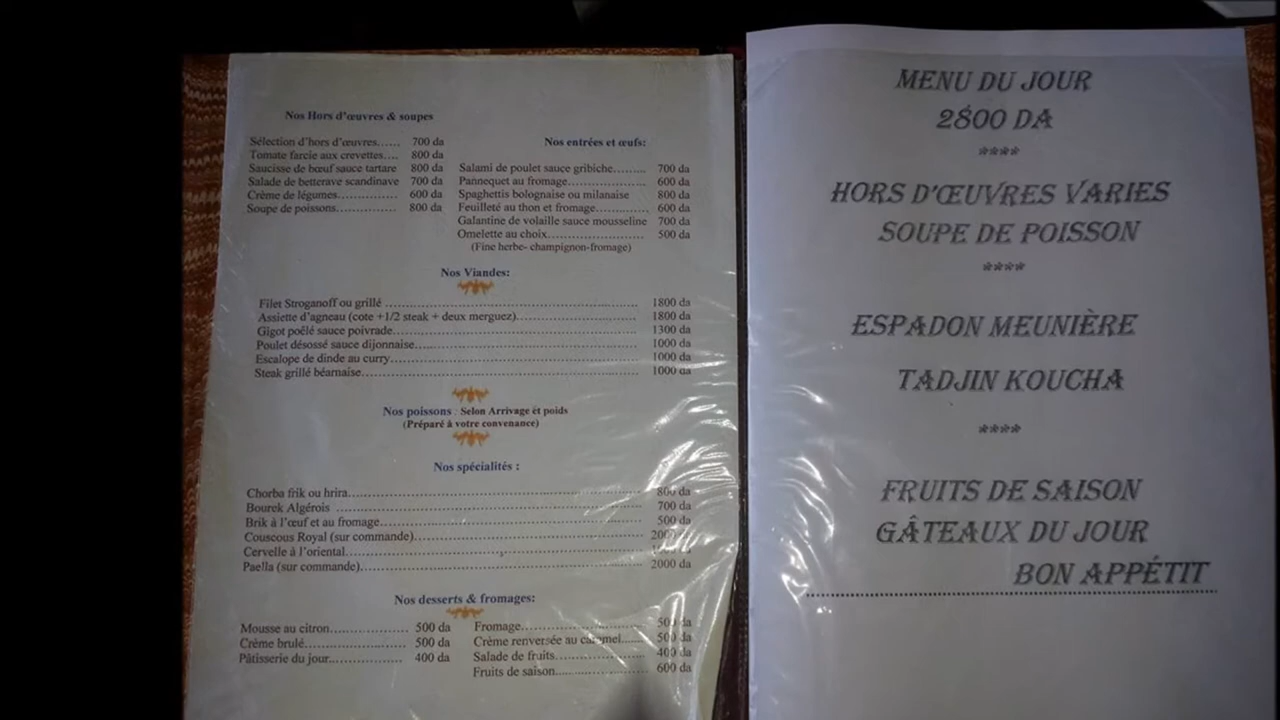 Nos Hors d'œuvres & soupes
Sélection d'hors d'œuvres...... 700 da
Tomate farcie aux crevettes.... 800 da
Saucisse de bœuf sauce tartare 800 da
Salade de betterave scandinave 700 da
Crème de légumes............... 600 da
Soupe de poissons.............. 800 da
Nos entrées et œufs:
Salami de poulet sauce gribiche......... 700 da
Pannequet au fromage..................... 600 da
Spaghettis bolognaise ou milanaise 800 da
Feuilleté au thon et fromage.............. 600 da
Galantine de volaille sauce mousseline 700 da
Omelette au choix......................... 500 da
(Fine herbe- champignon-fromage)
Nos Viandes:
Filet Stroganoff ou grillé ........................ 1800 da
Assiette d'agneau (cote +1/2 steak + deux merguez)........................ 1800 da
Gigot poêlé sauce poivrade........................ 1300 da
Poulet désossé sauce dijonnaise........................ 1000 da
Escalope de dinde au curry........................ 1000 da
Steak grillé béarnaise........................ 1000 da
Nos poissons : Selon Arrivage et poids
(Préparé à votre convenance)
Nos spécialités :
Chorba frik ou hrira........................ 800 da
Bourek Algérois ........................ 700 da
Brik à l'œuf et au fromage........................ 500 da
Couscous Royal (sur commande)........................ 2000
Cervelle à l'oriental........................
Paella (sur commande)........................ 2000 da
Nos desserts & fromages:
Mousse au citron.................. 500 da
Crème brulé....................... 500 da
Pâtisserie du jour................ 400 da
Fromage........................... 500 da
Crème renversée au caramel...... 500 da
Salade de fruits.................. 400 da
Fruits de saison.................. 600 da
MENU DU JOUR
2800 DA
****
HORS D'ŒUVRES VARIES
SOUPE DE POISSON
****
ESPADON MEUNIÈRE
TADJIN KOUCHA
****
FRUITS DE SAISON
GÂTEAUX DU JOUR
BON APPÉTIT